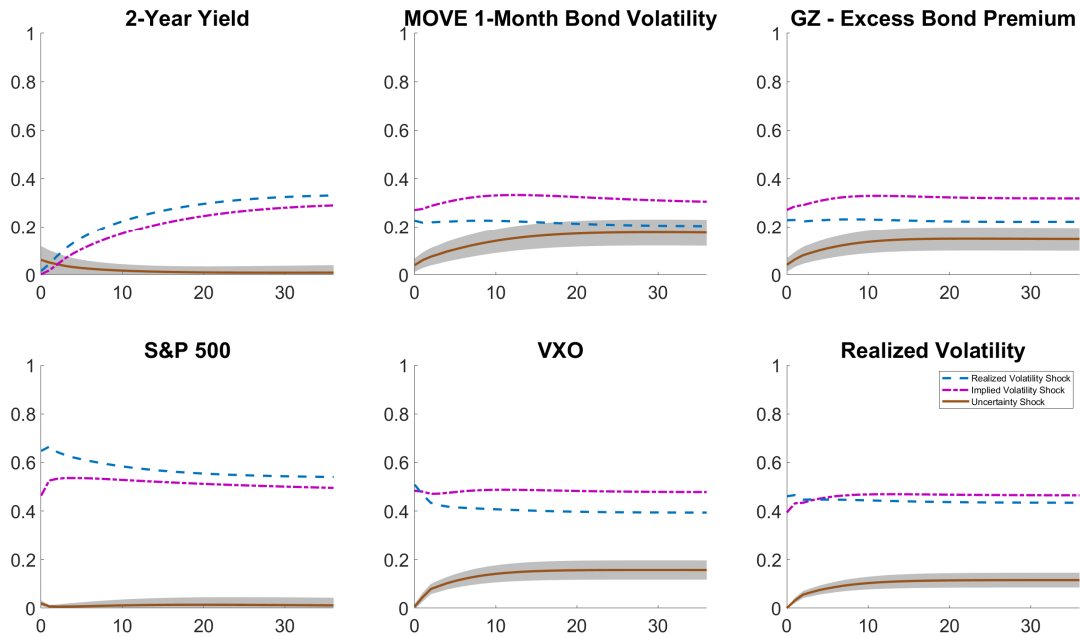 2-Year Yield
1
0.8
0.6
0.4
0.2
0
0 10 20 30
MOVE 1-Month Bond Volatility
1
0.8
0.6
0.4
0.2
0
0 10 20 30
GZ - Excess Bond Premium
1
0.8
0.6
0.4
0.2
0
0 10 20 30
S&P 500
1
0.8
0.6
0.4
0.2
0
0 10 20 30
VXO
1
0.8
0.6
0.4
0.2
0
0 10 20 30
Realized Volatility
1
0.8
0.6
0.4
0.2
0
0 10 20 30
Realized Volatility Shock
Implied Volatility Shock
Uncertainty Shock